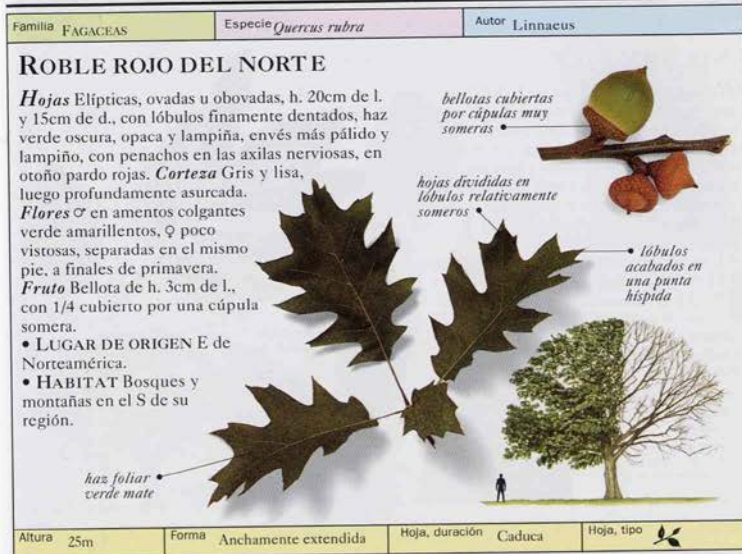 Familia FAGACEAS
Especie Quercus rubra
Autor Linnaeus
ROBLE ROJO DEL NORTE
Hojas Elípticas, ovadas u obovadas, h. 20cm de l.
y 15cm de d., con lóbulos finamente dentados, haz
verde oscura, opaca y lampiña, envés más pálido y
lampiño, con penachos en las axilas nerviosas, en
otoño pardo rojas. Corteza Gris y lisa,
luego profundamente asurcada.
Flores ♂ en amentos colgantes
verde amarillentos, ♀ poco
vistosas, separadas en el mismo
pie, a finales de primavera.
Fruto Bellota de h. 3cm de l.,
con 1/4 cubierto por una cúpula
somera.
• LUGAR DE ORIGEN E de
Norteamérica.
• HABITAT Bosques y
montañas en el S de su
región.
bellotas cubiertas
por cúpulas muy
someras
hojas divididas en
lóbulos relativamente
someros
lóbulos
acabados en
una punta
híspida
haz foliar
verde mate
Altura 25m
Forma Anchamente extendida
Hoja, duración Caduca
Hoja, tipo